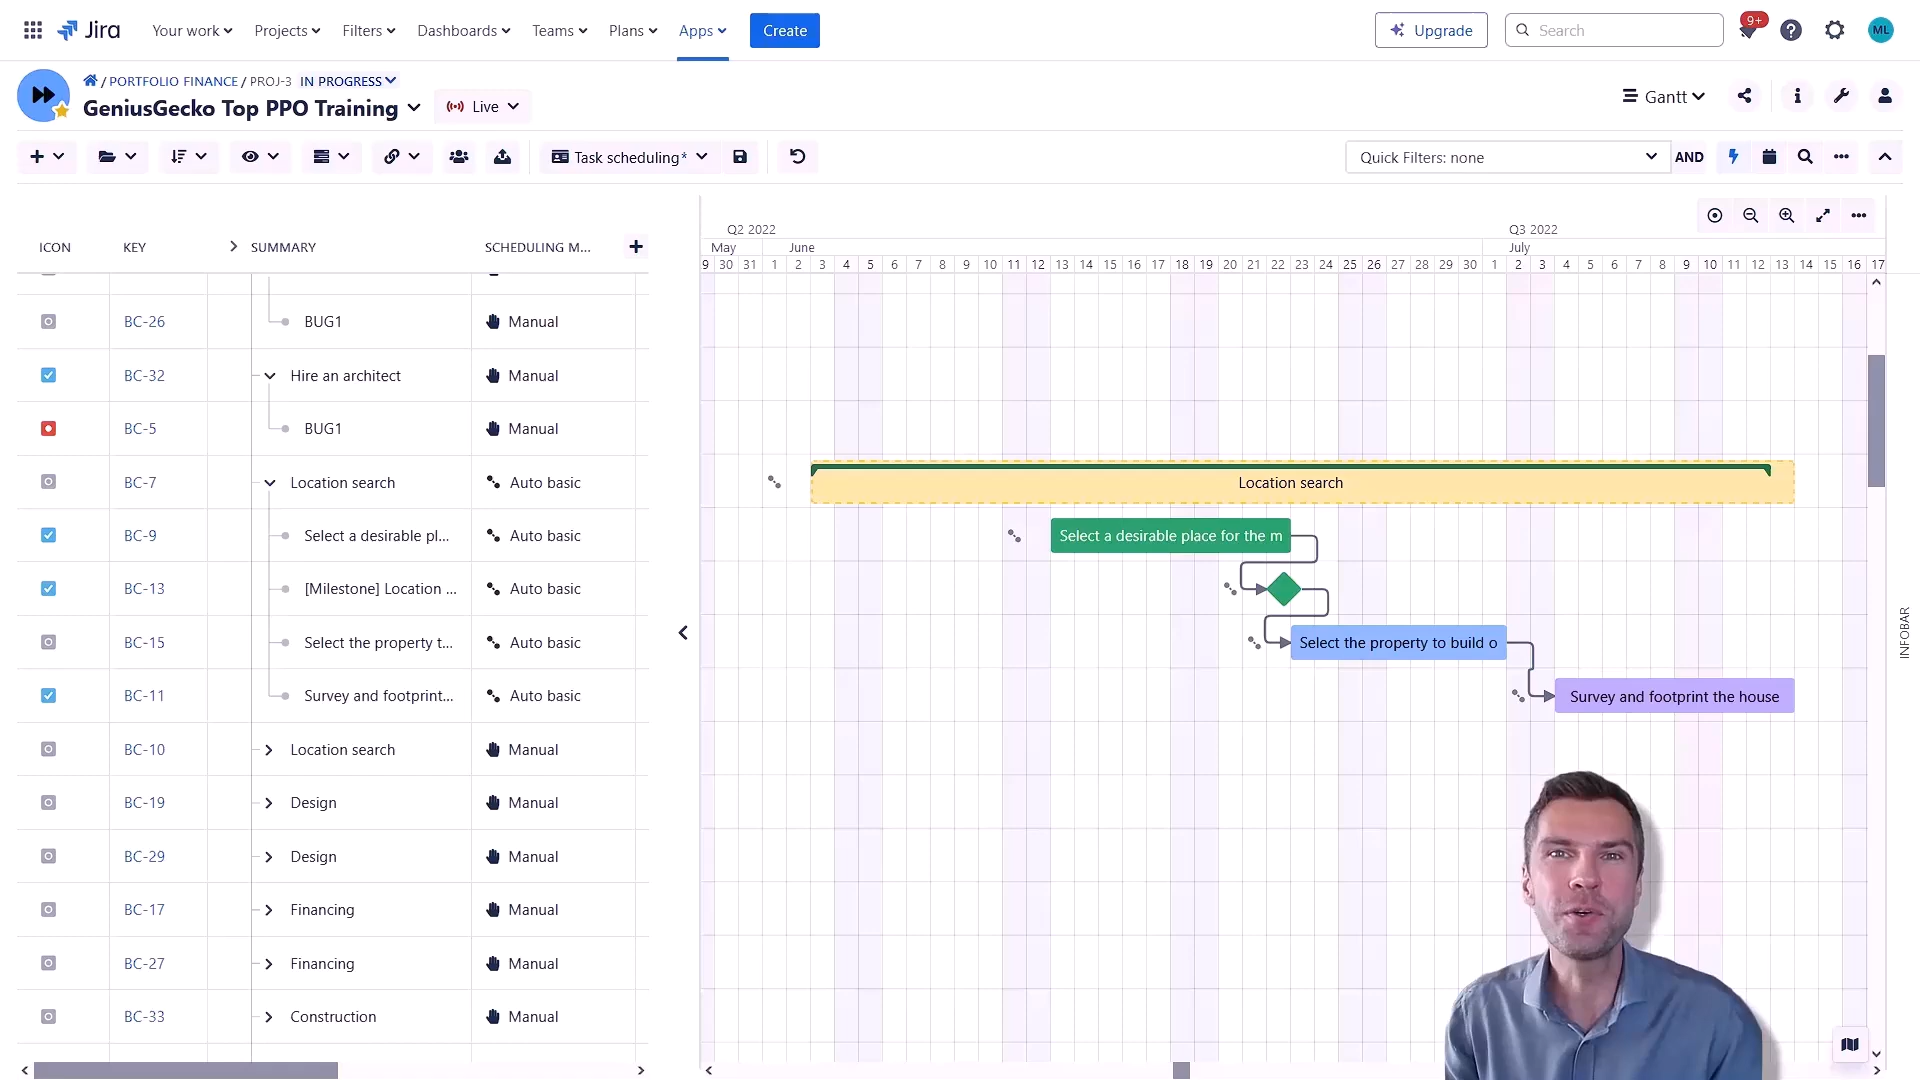 Jira
Your work
Projects
Filters
Dashboards
Teams
Plans
Apps
Create
Upgrade
Search
9+
ML
/ PORTFOLIO FINANCE / PROJ-3 IN PROGRESS
GeniusGecko Top PPO Training
Live
Gantt
Task scheduling*
Quick Filters: none
AND
ICON KEY SUMMARY SCHEDULING M...
Q2 2022 Q3 2022
May June July
9 30 31 1 2 3 4 5 6 7 8 9 10 11 12 13 14 15 16 17 18 19 20 21 22 23 24 25 26 27 28 29 30 1 2 3 4 5 6 7 8 9 10 11 12 13 14 15 16 17
BC-26 BUG1 Manual
BC-32 Hire an architect Manual
BC-5 BUG1 Manual
BC-7 Location search Auto basic
Location search
BC-9 Select a desirable pl... Auto basic
Select a desirable place for the m
BC-13 [Milestone] Location ... Auto basic
BC-15 Select the property t... Auto basic
Select the property to build o
BC-11 Survey and footprint... Auto basic
Survey and footprint the house
BC-10 Location search Manual
BC-19 Design Manual
BC-29 Design Manual
BC-17 Financing Manual
BC-27 Financing Manual
BC-33 Construction Manual
INFOBAR